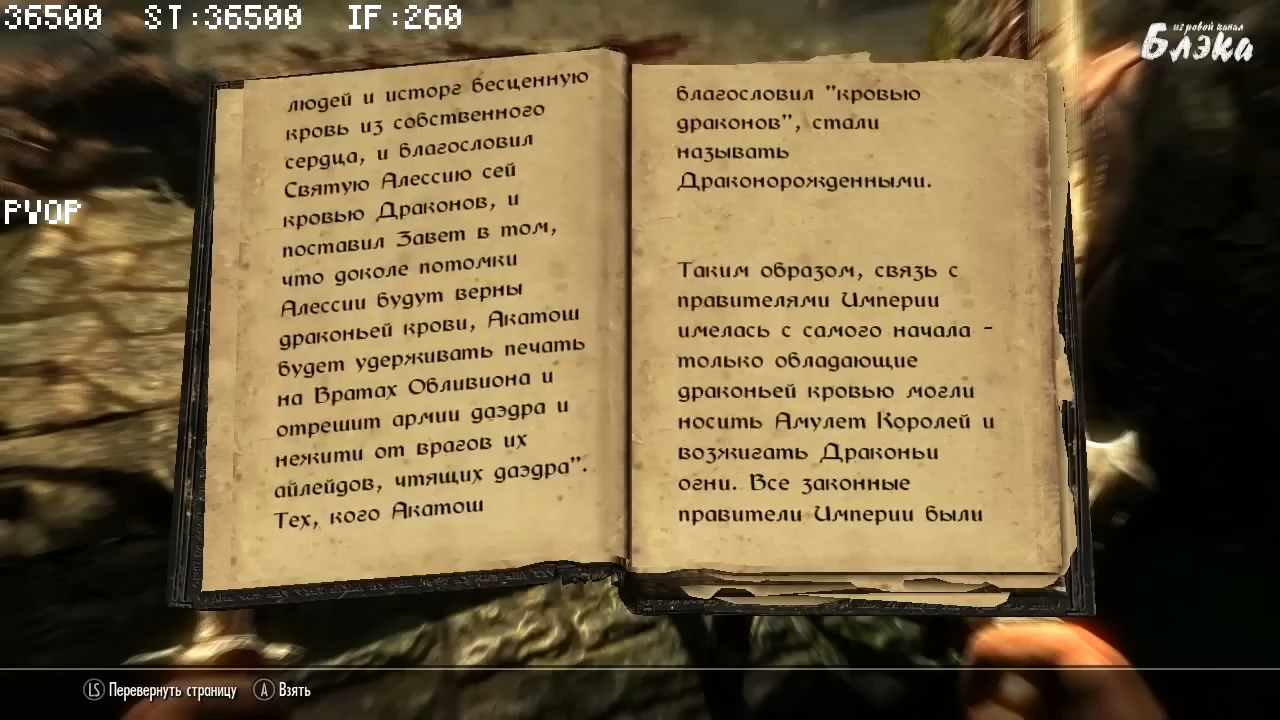 36500 ST:36500 IF:260
игровой канал
Блэка
PVOP
людей и исторг бесценную
кровь из собственного
сердца, и благословил
Святую Алессию сей
кровью Драконов, и
поставил Завет в том,
что доколе потомки
Алессии будут верны
драконьей крови, Акатош
будет удерживать печать
на Вратах Обливиона и
отрешит армии даэдра и
нежити от врагов их
айлейдов, чтящих даэдра".
Тех, кого Акатош
благословил "кровью
драконов", стали
называть
Драконорожденными.
Таким образом, связь с
правителями Империи
имелась с самого начала -
только обладающие
драконьей кровью могли
носить Амулет Королей и
возжигать Драконьи
огни. Все законные
правители Империи были
LS Перевернуть страницу A Взять